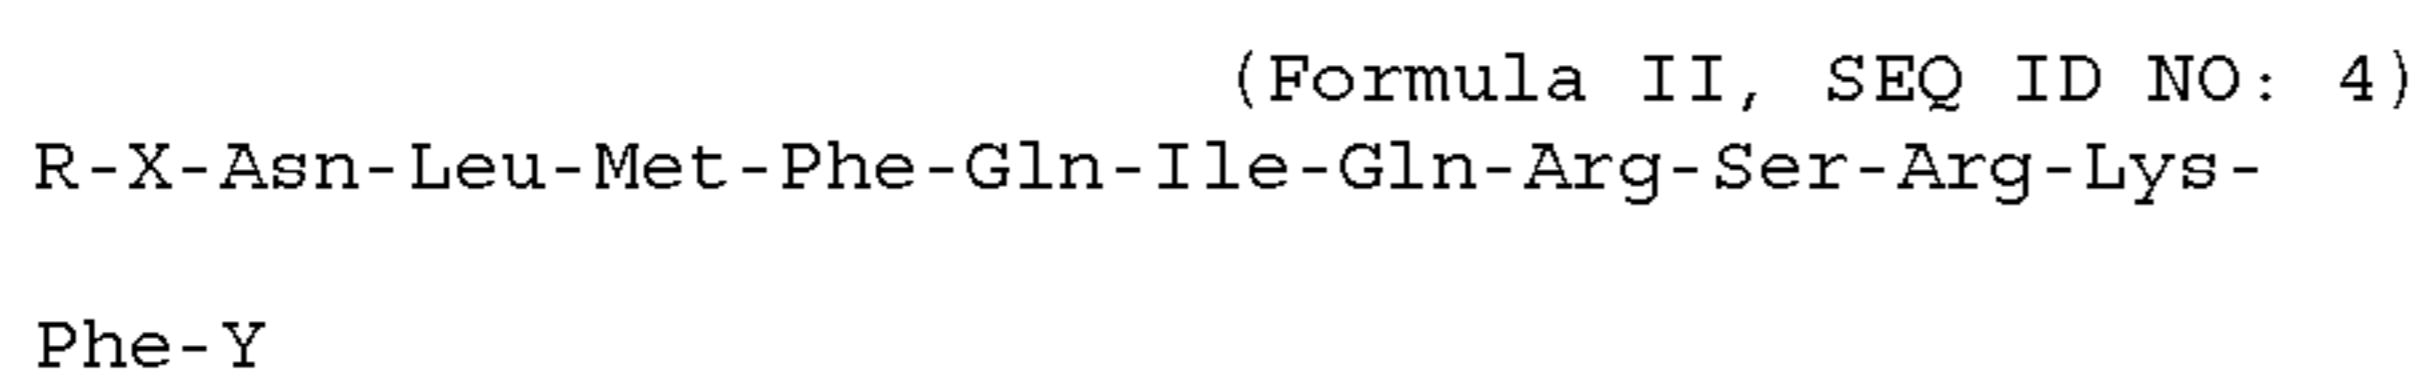 (Formula II, SEQ ID NO: 4)
R-X-Asn-Leu-Met-Phe-Gln-Ile-Gln-Arg-Ser-Arg-Lys-
Phe-Y